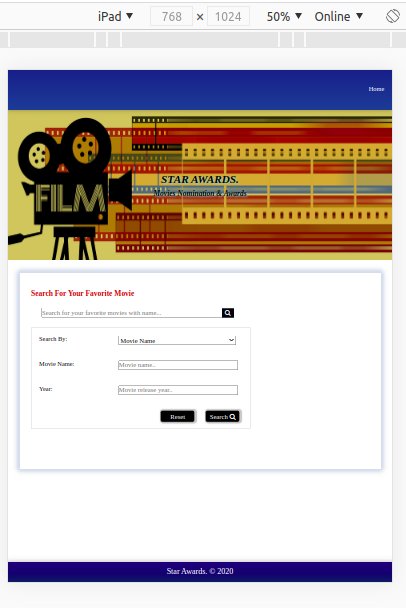 iPad ▼ 768 × 1024 50% ▼ Online ▼
Home
FILM
STAR AWARDS.
Movies Nomination & Awards
Search For Your Favorite Movie
Search for your favorite movies with name...
Search By: Movie Name
Movie Name: Movie name..
Year: Movie release year..
Reset Search
Star Awards. © 2020